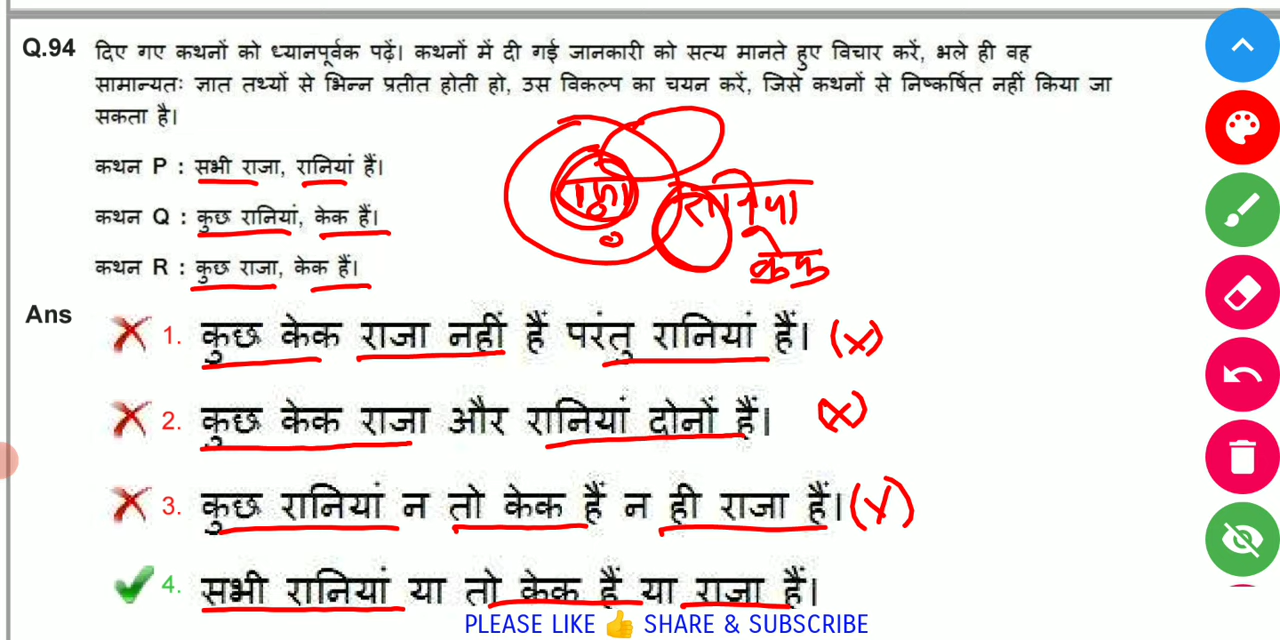 Q.94 दिए गए कथनों को ध्यानपूर्वक पढ़ें। कथनों में दी गई जानकारी को सत्य मानते हुए विचार करें, भले ही वह
सामान्यतः ज्ञात तथ्यों से भिन्न प्रतीत होती हो, उस विकल्प का चयन करें, जिसे कथनों से निष्कर्षित नहीं किया जा
सकता है।
कथन P : सभी राजा, रानियां हैं।
कथन Q : कुछ रानियां, केक हैं।
कथन R : कुछ राजा, केक हैं।
राजा
रानिया
केक
Ans
1. कुछ केक राजा नहीं हैं परंतु रानियां हैं। (x)
2. कुछ केक राजा और रानियां दोनों हैं। (x)
3. कुछ रानियां न तो केक हैं न ही राजा हैं। (x)
4. सभी रानियां या तो केक हैं या राजा हैं।
PLEASE LIKE 👍 SHARE & SUBSCRIBE